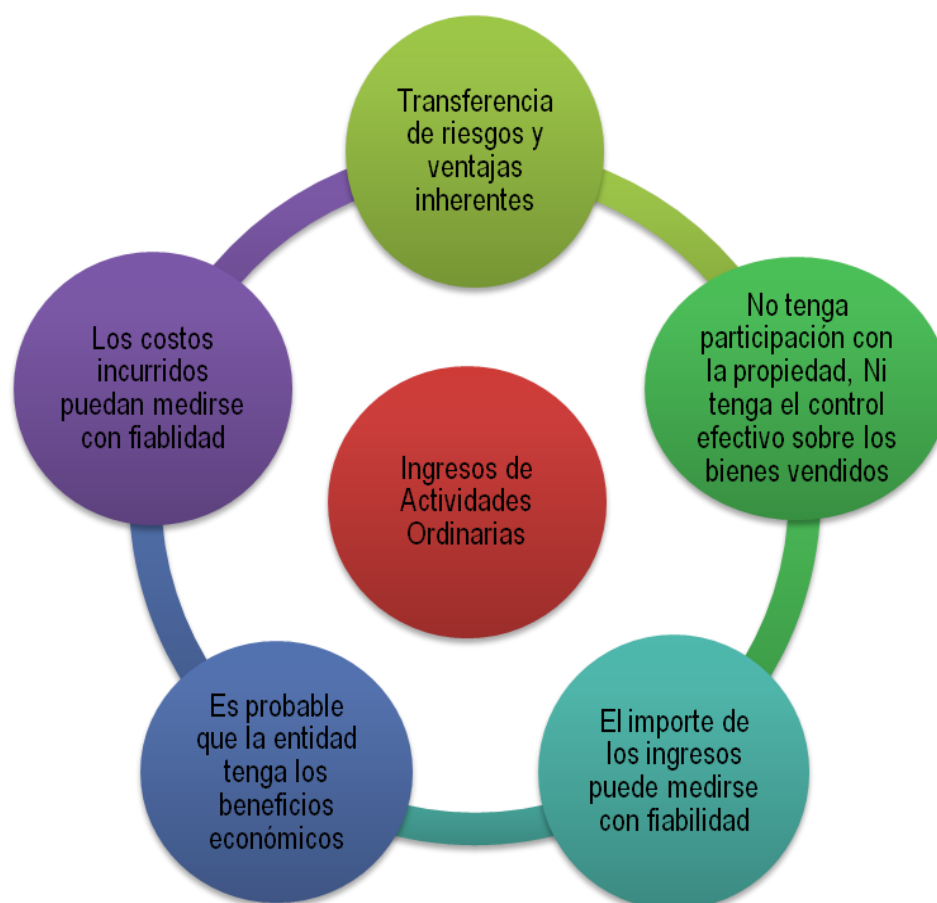 Transferencia
de riesgos y
ventajas
inherentes
No tenga
participación con
la propiedad, Ni
tenga el control
efectivo sobre los
bienes vendidos
El importe de
los ingresos
puede medirse
con fiabilidad
Es probable
que la entidad
tenga los
beneficios
económicos
Los costos
incurridos
puedan medirse
con fiablidad
Ingresos de
Actividades
Ordinarias